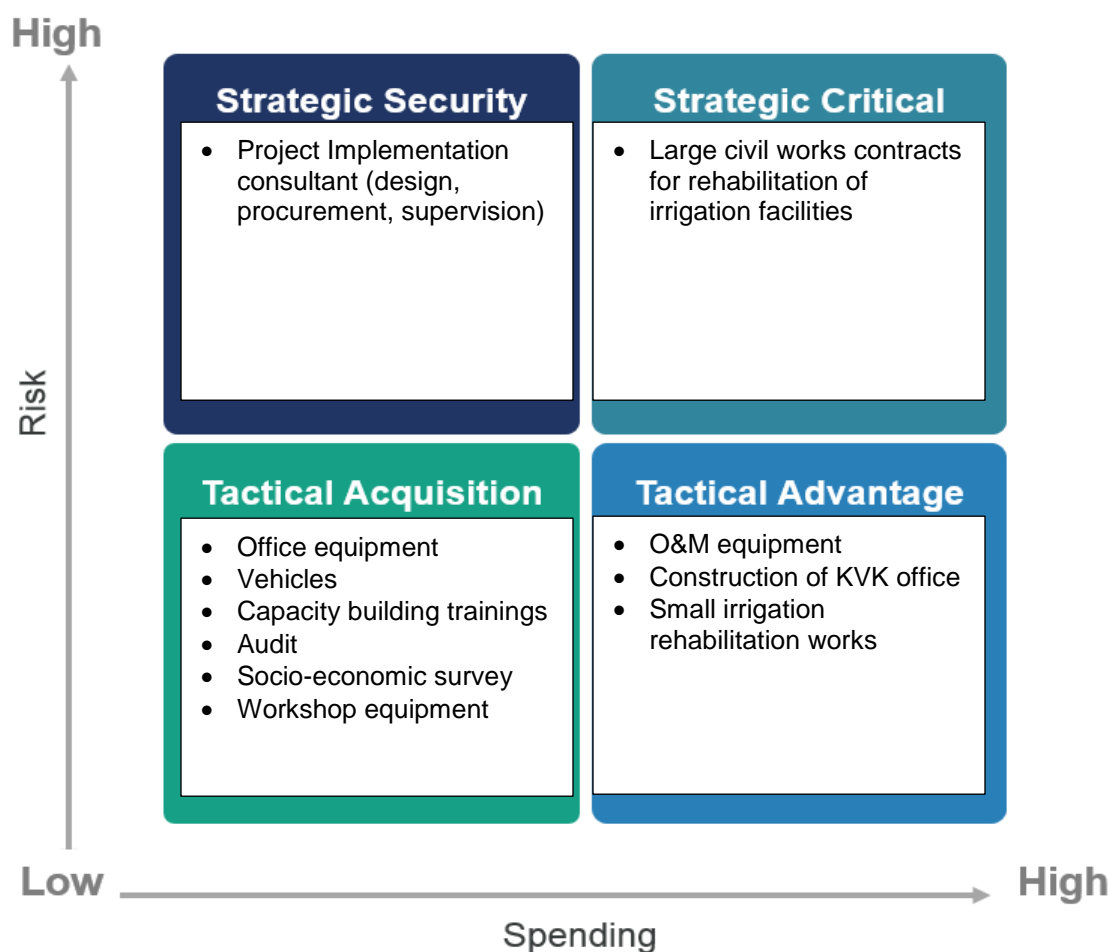 High
Risk
Strategic Security
• Project Implementation
consultant (design,
procurement, supervision)
Strategic Critical
• Large civil works contracts
for rehabilitation of
irrigation facilities
Tactical Acquisition
• Office equipment
• Vehicles
• Capacity building trainings
• Audit
• Socio-economic survey
• Workshop equipment
Tactical Advantage
• O&M equipment
• Construction of KVK office
• Small irrigation
rehabilitation works
Low
High
Spending